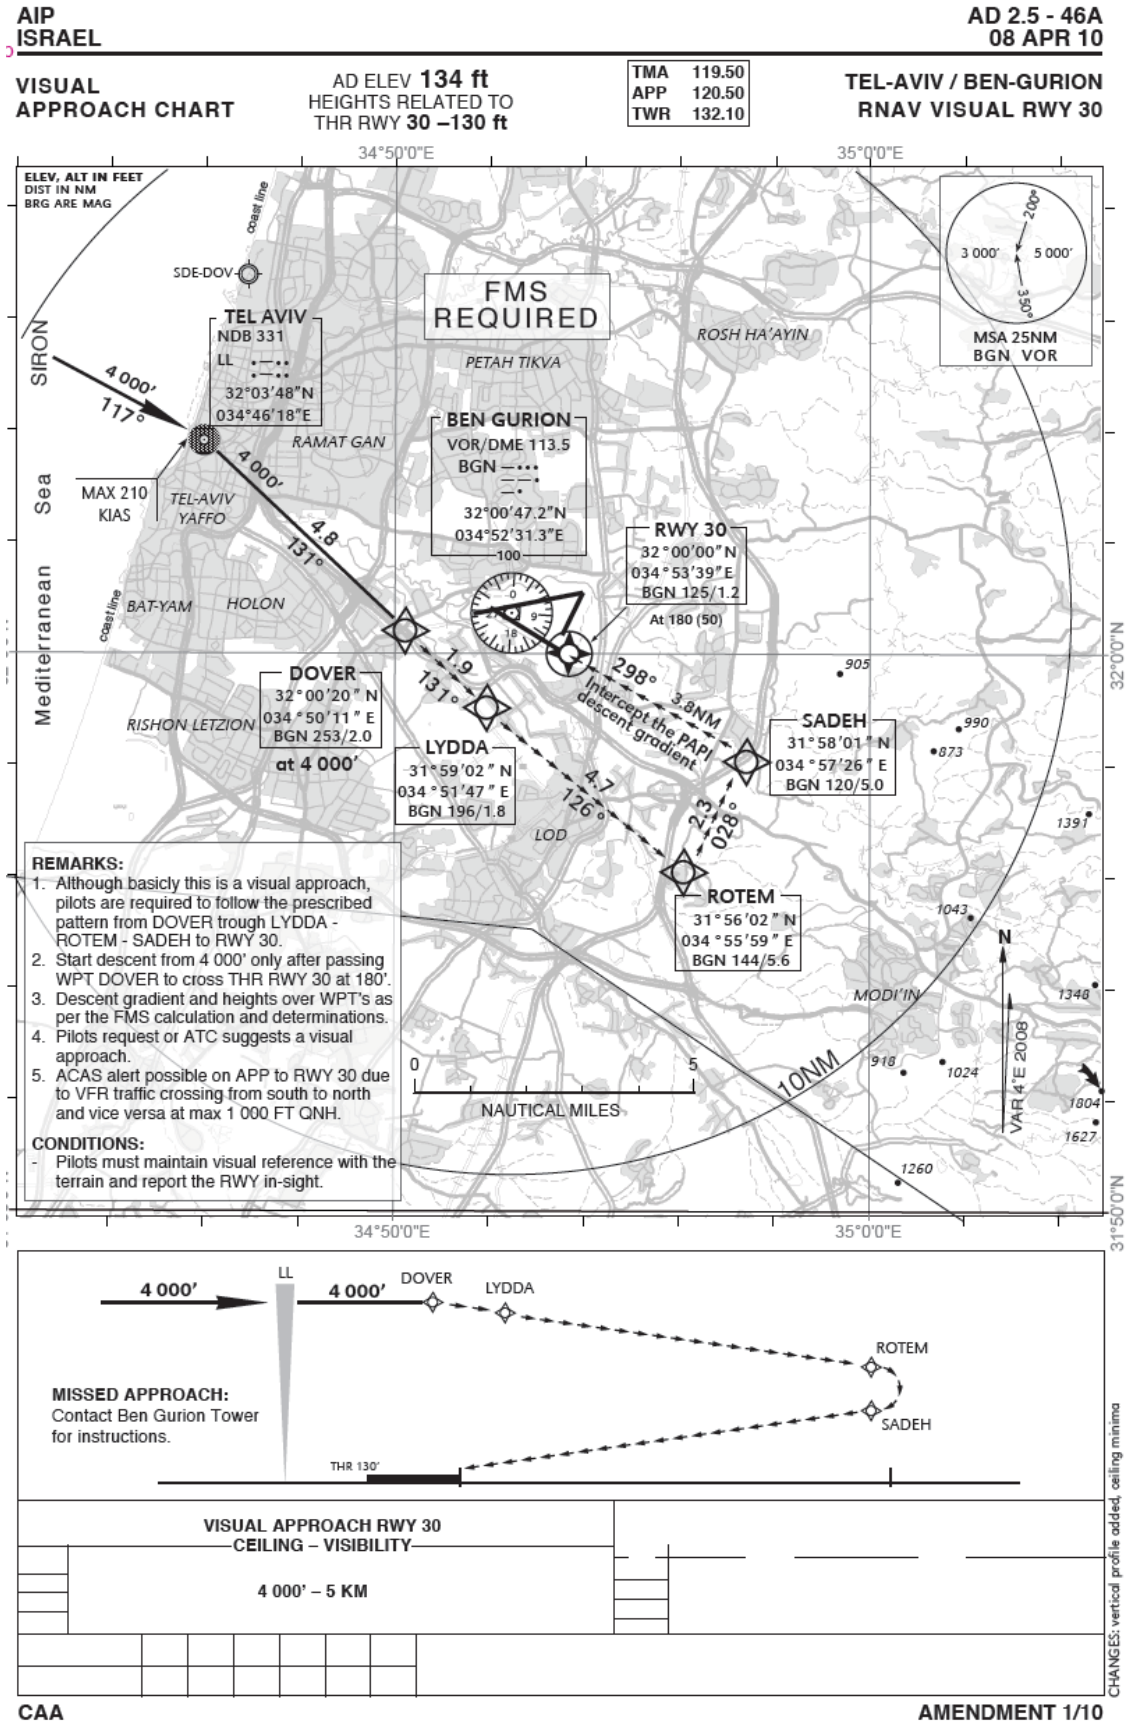 AIP
ISRAEL
AD 2.5 - 46A
08 APR 10
VISUAL
APPROACH CHART
AD ELEV 134 ft
HEIGHTS RELATED TO
THR RWY 30 –130 ft
TMA 119.50
APP 120.50
TWR 132.10
TEL-AVIV / BEN-GURION
RNAV VISUAL RWY 30
34°50'0"E
35°0'0"E
ELEV, ALT IN FEET
DIST IN NM
BRG ARE MAG
coast line
SDE-DOV
FMS
REQUIRED
200°
3 000'
5 000'
350°
MSA 25NM
BGN VOR
SIRON
4 000'
117°
TEL AVIV
NDB 331
LL
32°03'48"N
034°46'18"E
ROSH HA'AYIN
PETAH TIKVA
RAMAT GAN
BEN GURION
VOR/DME 113.5
BGN
32°00'47.2"N
034°52'31.3"E
100
4 000'
4.8
131°
MAX 210
KIAS
TEL-AVIV
YAFFO
Mediterranean Sea
RWY 30
32°00'00"N
034°53'39"E
BGN 125/1.2
At 180 (50)
BAT-YAM
HOLON
coast line
0
9
18
32°0'0"N
DOVER
32°00'20" N
034°50'11" E
BGN 253/2.0
at 4 000'
1.9
131°
298°
3.8NM
Intercept the PAPI
descent gradient
905
990
873
RISHON LETZION
LYDDA
31°59'02" N
034°51'47" E
BGN 196/1.8
SADEH
31°58'01" N
034°57'26" E
BGN 120/5.0
4.7
126°
2.3
028°
1391
LOD
ROTEM
31°56'02" N
034°55'59" E
BGN 144/5.6
1043
N
VAR 4°E 2008
MODI'IN
1348
918
1024
1804
1627
1260
10NM
0
5
NAUTICAL MILES
REMARKS:
1. Although basicly this is a visual approach,
pilots are required to follow the prescribed
pattern from DOVER trough LYDDA -
ROTEM - SADEH to RWY 30.
2. Start descent from 4 000' only after passing
WPT DOVER to cross THR RWY 30 at 180'.
3. Descent gradient and heights over WPT's as
per the FMS calculation and determinations.
4. Pilots request or ATC suggests a visual
approach.
5. ACAS alert possible on APP to RWY 30 due
to VFR traffic crossing from south to north
and vice versa at max 1 000 FT QNH.
CONDITIONS:
- Pilots must maintain visual reference with the
terrain and report the RWY in-sight.
34°50'0"E
35°0'0"E
31°50'0"N
4 000'
LL
4 000'
DOVER
LYDDA
ROTEM
SADEH
MISSED APPROACH:
Contact Ben Gurion Tower
for instructions.
THR 130'
VISUAL APPROACH RWY 30
CEILING – VISIBILITY
4 000' – 5 KM
CHANGES: vertical profile added, ceiling minima
CAA
AMENDMENT 1/10